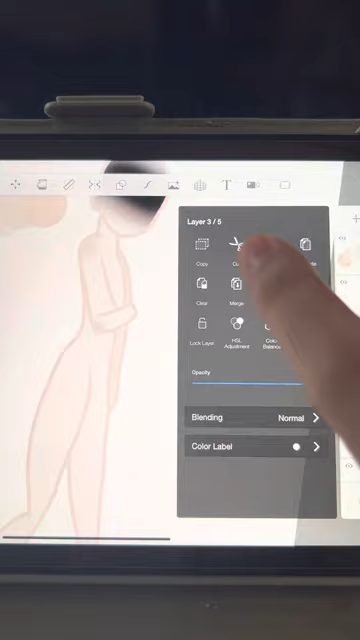 T
Layer 3 / 5
Copy
Clear
Merge
Lock Layer
HSL
Adjustment
Opacity
Blending
Normal
Color Label